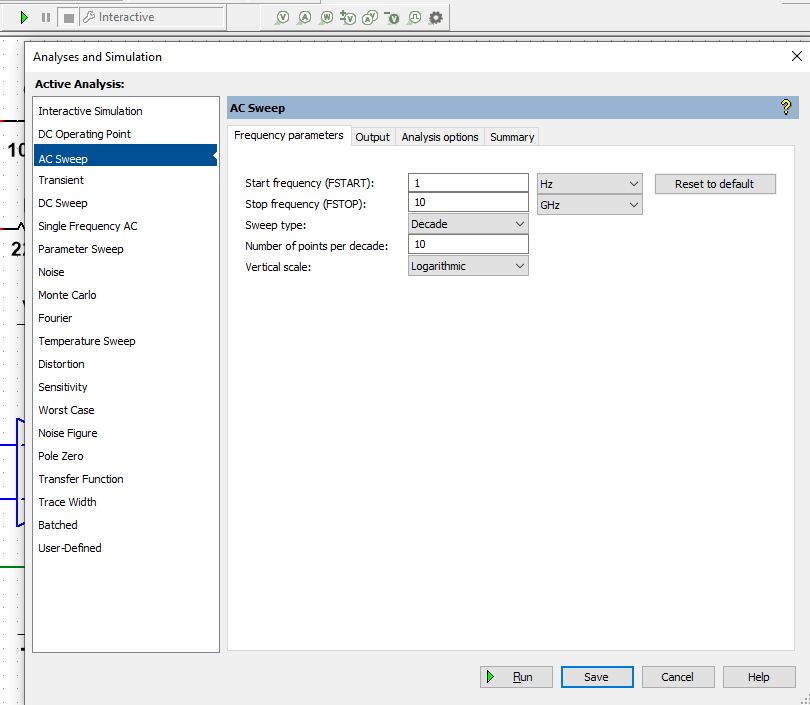 Interactive
Analyses and Simulation
Active Analysis:
Interactive Simulation
DC Operating Point
AC Sweep
Transient
DC Sweep
Single Frequency AC
Parameter Sweep
Noise
Monte Carlo
Fourier
Temperature Sweep
Distortion
Sensitivity
Worst Case
Noise Figure
Pole Zero
Transfer Function
Trace Width
Batched
User-Defined
AC Sweep
Frequency parameters Output Analysis options Summary
Start frequency (FSTART): 1 Hz Reset to default
Stop frequency (FSTOP): 10 GHz
Sweep type: Decade
Number of points per decade: 10
Vertical scale: Logarithmic
Run Save Cancel Help
10